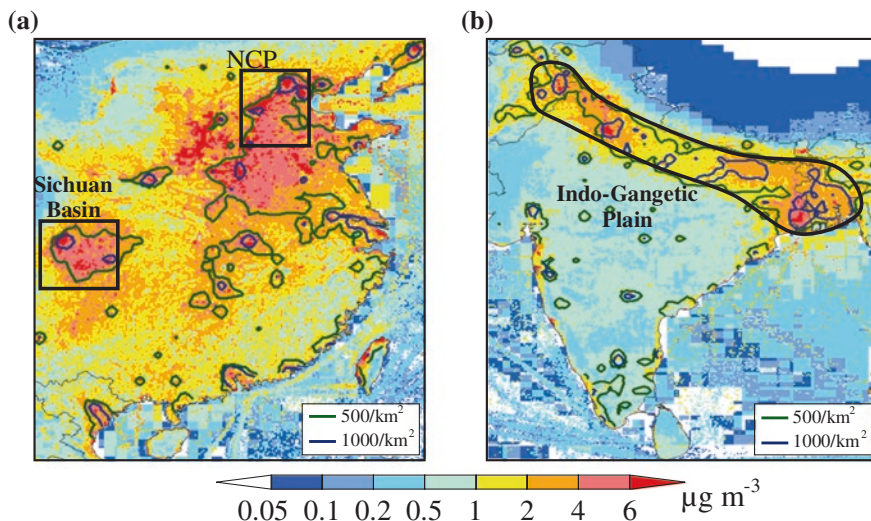 (a)
NCP
Sichuan
Basin
500/km²
1000/km²
(b)
Indo-Gangetic
Plain
500/km²
1000/km²
0.05 0.1 0.2 0.5 1 2 4 6 µg m⁻³